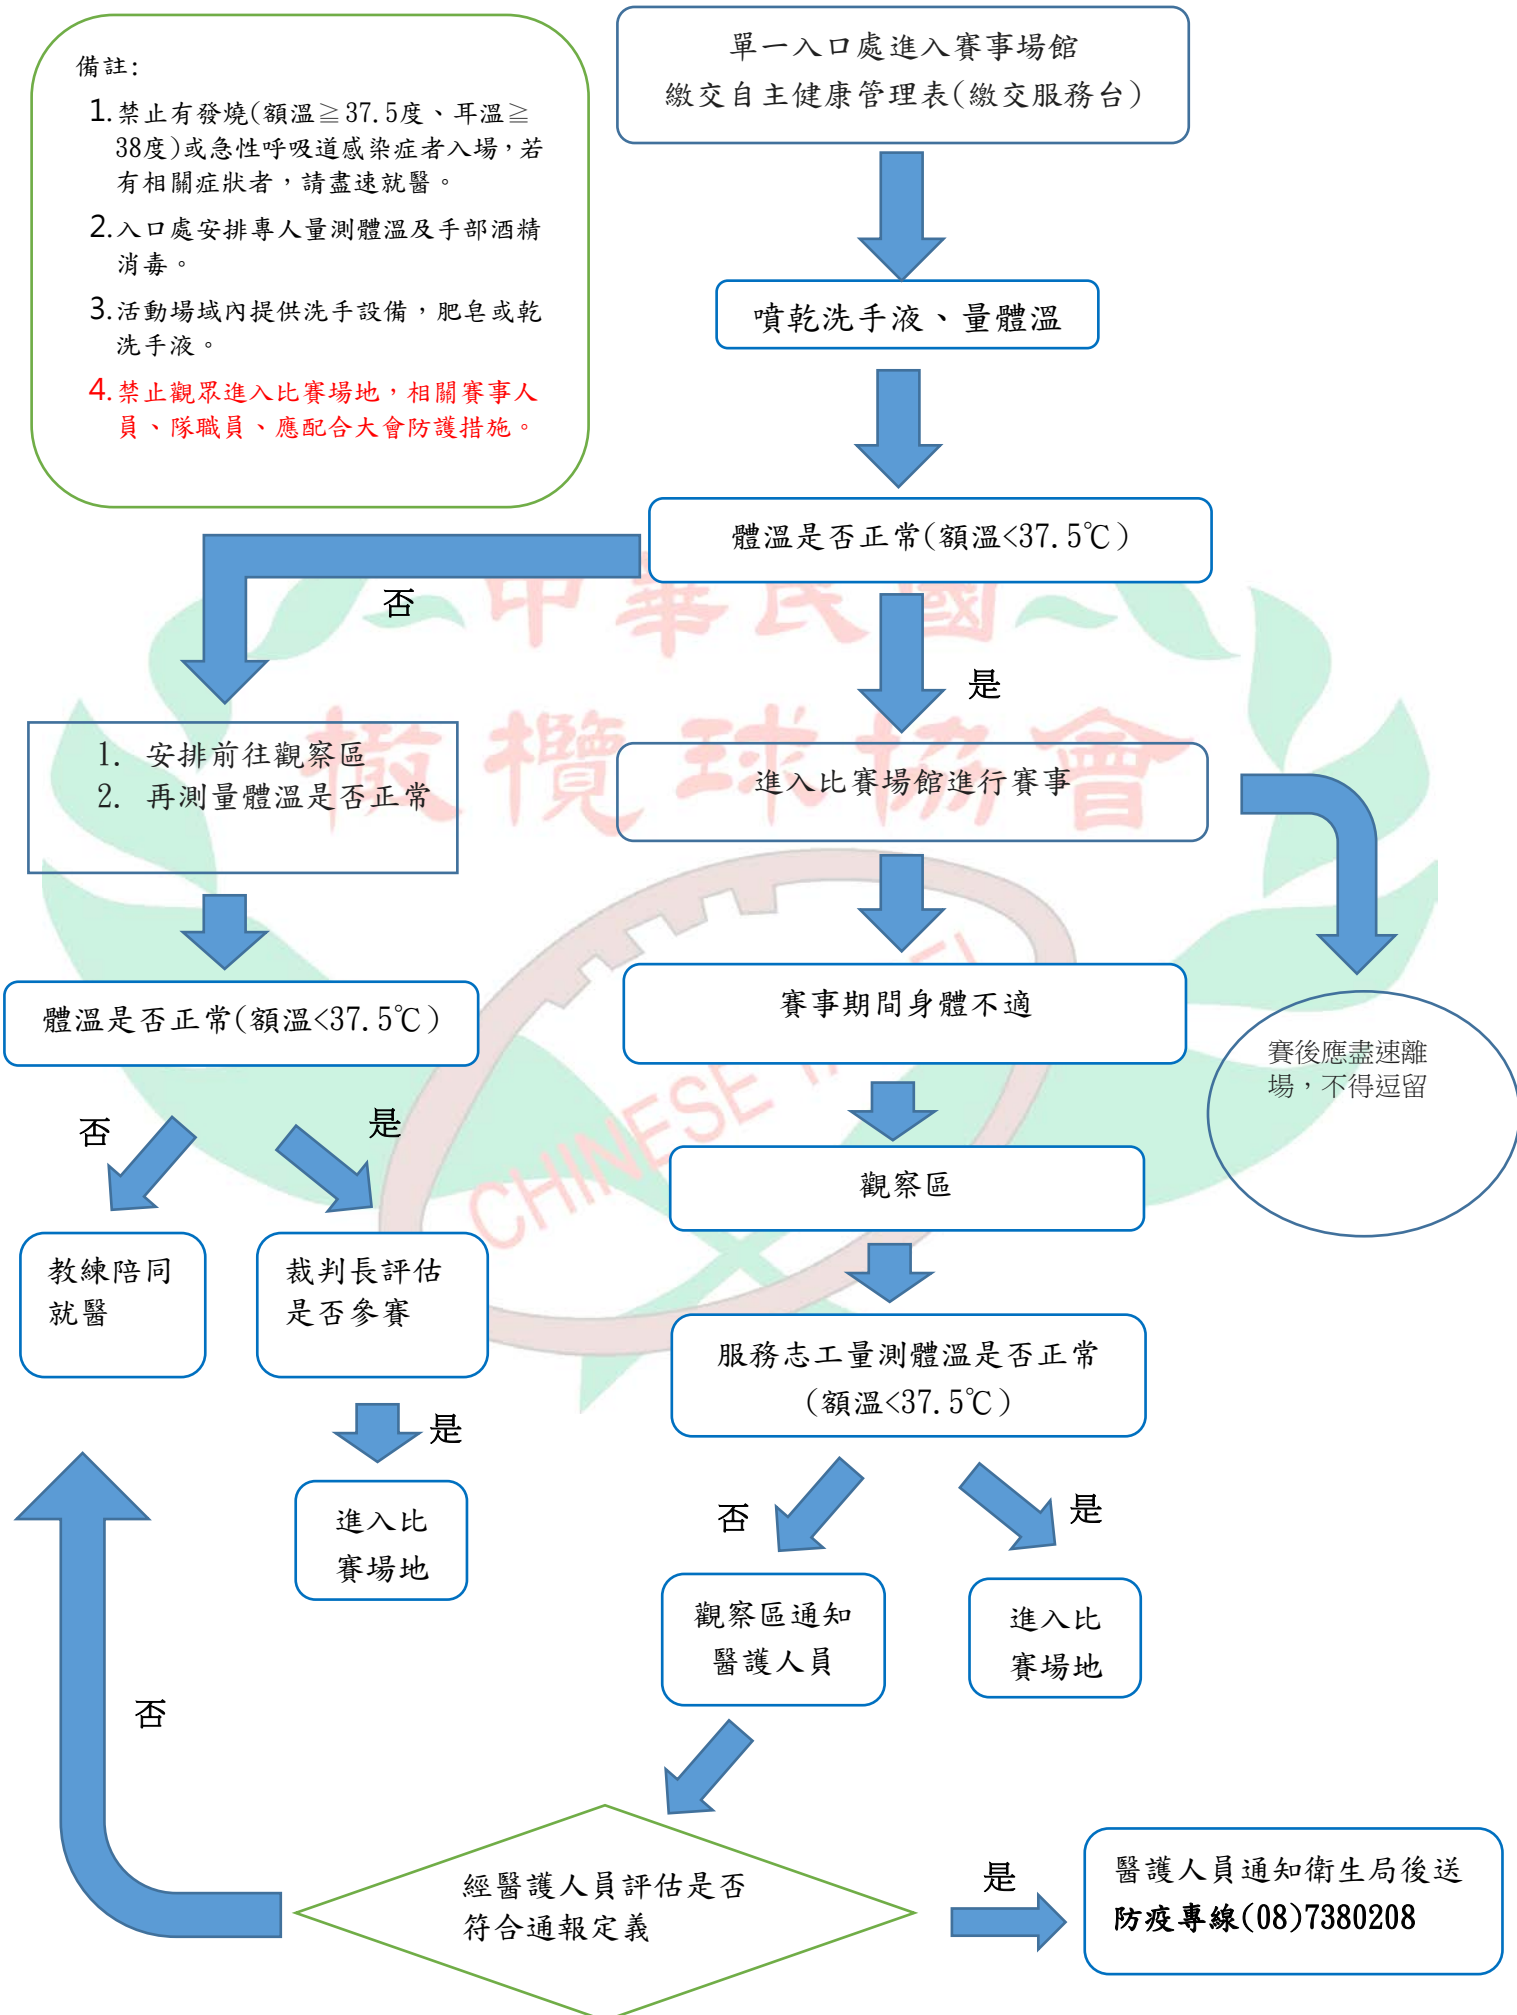 備註:
1.禁止有發燒(額溫≧37.5度、耳溫≧
38度)或急性呼吸道感染症者入場，若
有相關症狀者，請盡速就醫。
2.入口處安排專人量測體溫及手部酒精
消毒。
3.活動場域內提供洗手設備，肥皂或乾
洗手液。
4.禁止觀眾進入比賽場地，相關賽事人
員、隊職員、應配合大會防護措施。
單一入口處進入賽事場館
繳交自主健康管理表(繳交服務台)
噴乾洗手液、量體溫
體溫是否正常(額溫<37.5℃)
否
是
中華民國
橄欖球協會
1. 安排前往觀察區
2. 再測量體溫是否正常
進入比賽場館進行賽事
體溫是否正常(額溫<37.5℃)
賽事期間身體不適
賽後應盡速離
場，不得逗留
CHINESE
否
是
觀察區
教練陪同
就醫
裁判長評估
是否參賽
服務志工量測體溫是否正常
(額溫<37.5℃)
是
進入比
賽場地
否
是
觀察區通知
醫護人員
進入比
賽場地
否
經醫護人員評估是否
符合通報定義
是
醫護人員通知衛生局後送
防疫專線(08)7380208